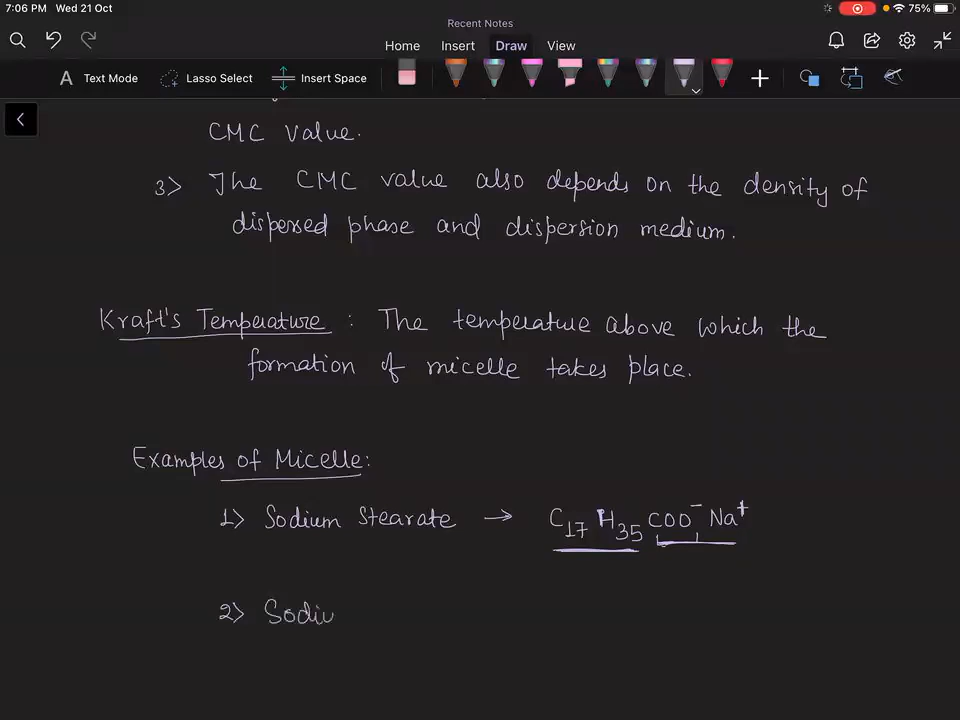 7:06 PM Wed 21 Oct
75%
Recent Notes
Home Insert Draw View
A Text Mode Lasso Select Insert Space
CMC value.
3> The CMC value also depends on the density of
dispersed phase and dispersion medium.
Kraft's Temperature : The temperature above which the
formation of micelle takes place.
Examples of Micelle:
1> Sodium Stearate → C17 H35 COO⁻ Na⁺
2> Sodiu